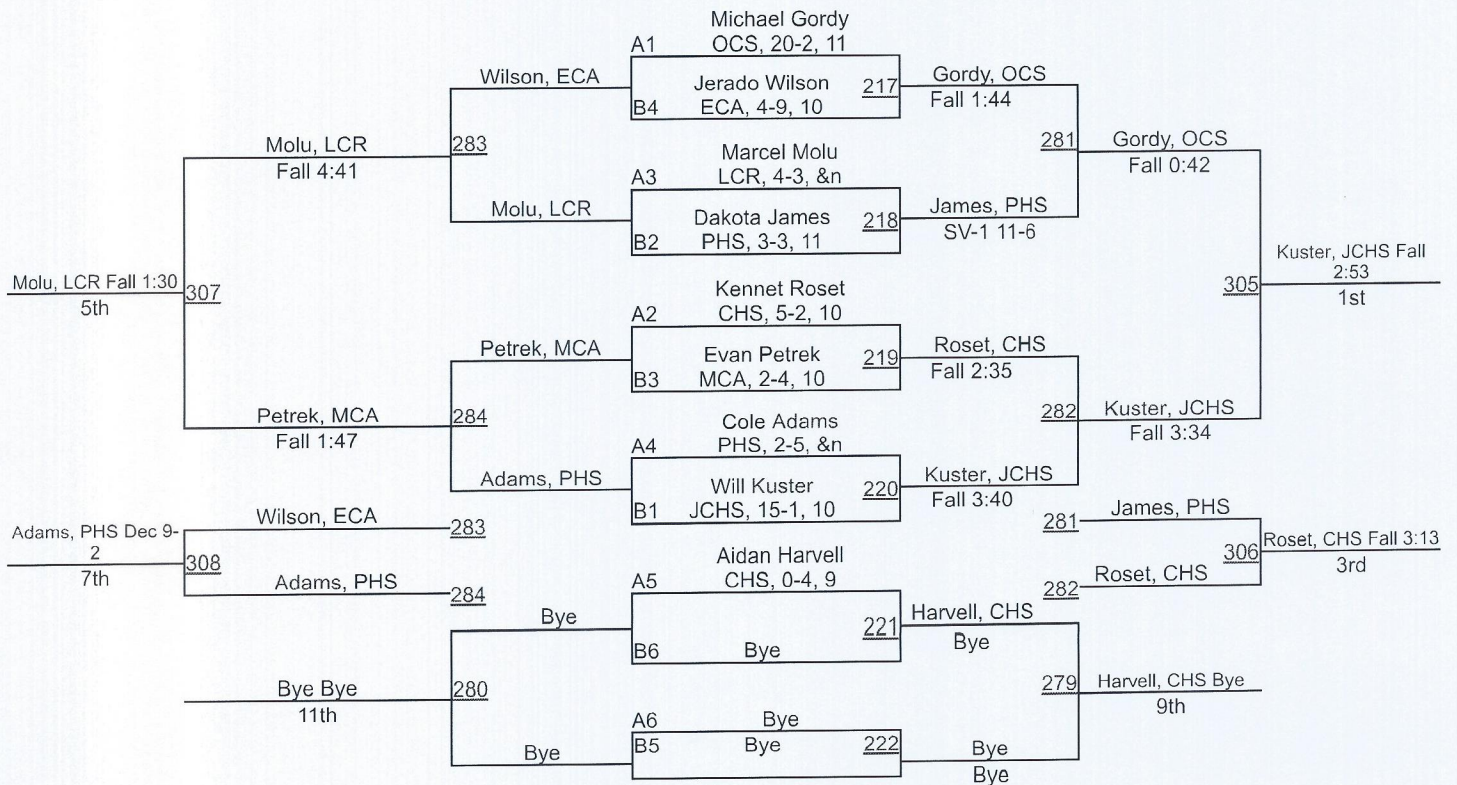 Michael Gordy
A1 OCS, 20-2, 11
Wilson, ECA
Jerado Wilson
B4 ECA, 4-9, 10
217
Gordy, OCS
Fall 1:44
Molu, LCR
Fall 4:41
283
Marcel Molu
A3 LCR, 4-3, &n
281
Gordy, OCS
Fall 0:42
Molu, LCR
Dakota James
B2 PHS, 3-3, 11
218
James, PHS
SV-1 11-6
Molu, LCR Fall 1:30
5th
307
Kennet Roset
A2 CHS, 5-2, 10
305
Kuster, JCHS Fall
2:53
1st
Petrek, MCA
Evan Petrek
B3 MCA, 2-4, 10
219
Roset, CHS
Fall 2:35
Petrek, MCA
Fall 1:47
284
Cole Adams
A4 PHS, 2-5, &n
282
Kuster, JCHS
Fall 3:34
Adams, PHS
Will Kuster
B1 JCHS, 15-1, 10
220
Kuster, JCHS
Fall 3:40
Adams, PHS Dec 9-
2
7th
308
Wilson, ECA
283
Adams, PHS
284
281
James, PHS
282
Roset, CHS
306
Roset, CHS Fall 3:13
3rd
Aidan Harvell
A5 CHS, 0-4, 9
Bye
B6 Bye
221
Harvell, CHS
Bye
Bye Bye
11th
280
279
Harvell, CHS Bye
9th
A6 Bye
B5 Bye
222
Bye
Bye
Bye